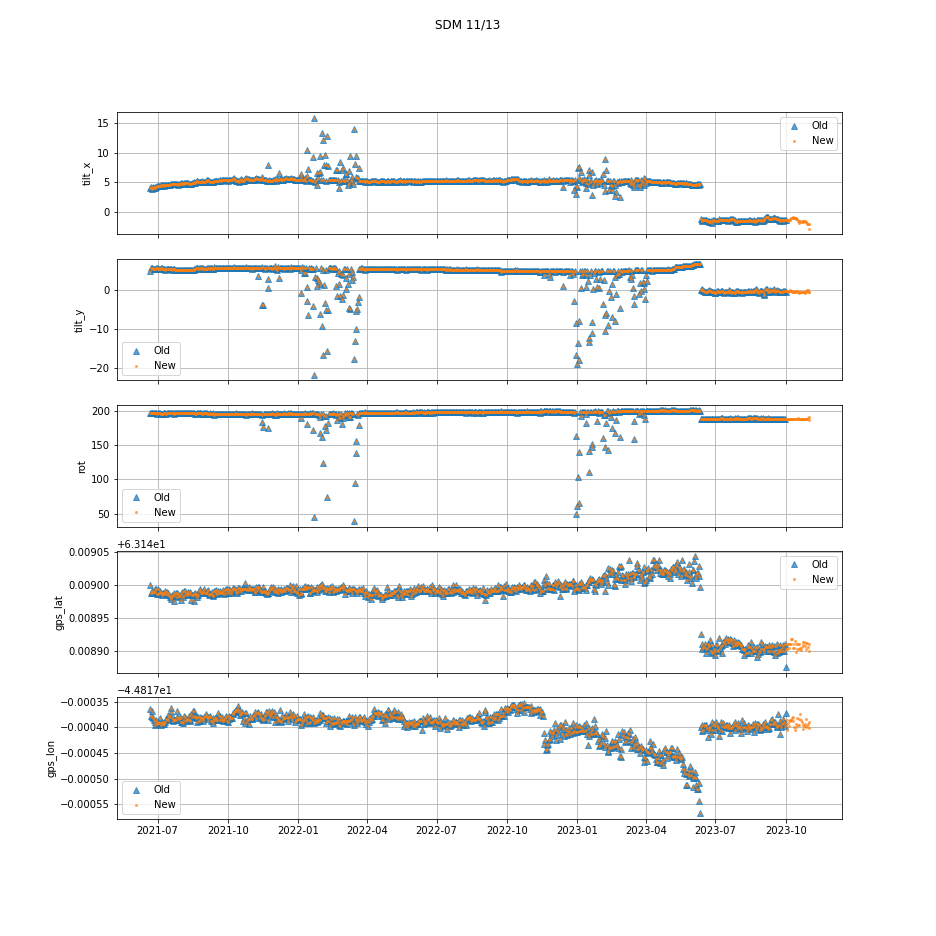 SDM 11/13
15
10
5
0
tilt_x
Old
New
0
−10
−20
tilt_y
Old
New
200
150
100
50
rot
Old
New
+6.314e1
0.00905
0.00900
0.00895
0.00890
gps_lat
Old
New
−4.4817e1
−0.00035
−0.00040
−0.00045
−0.00050
−0.00055
gps_lon
Old
New
2021-07 2021-10 2022-01 2022-04 2022-07 2022-10 2023-01 2023-04 2023-07 2023-10